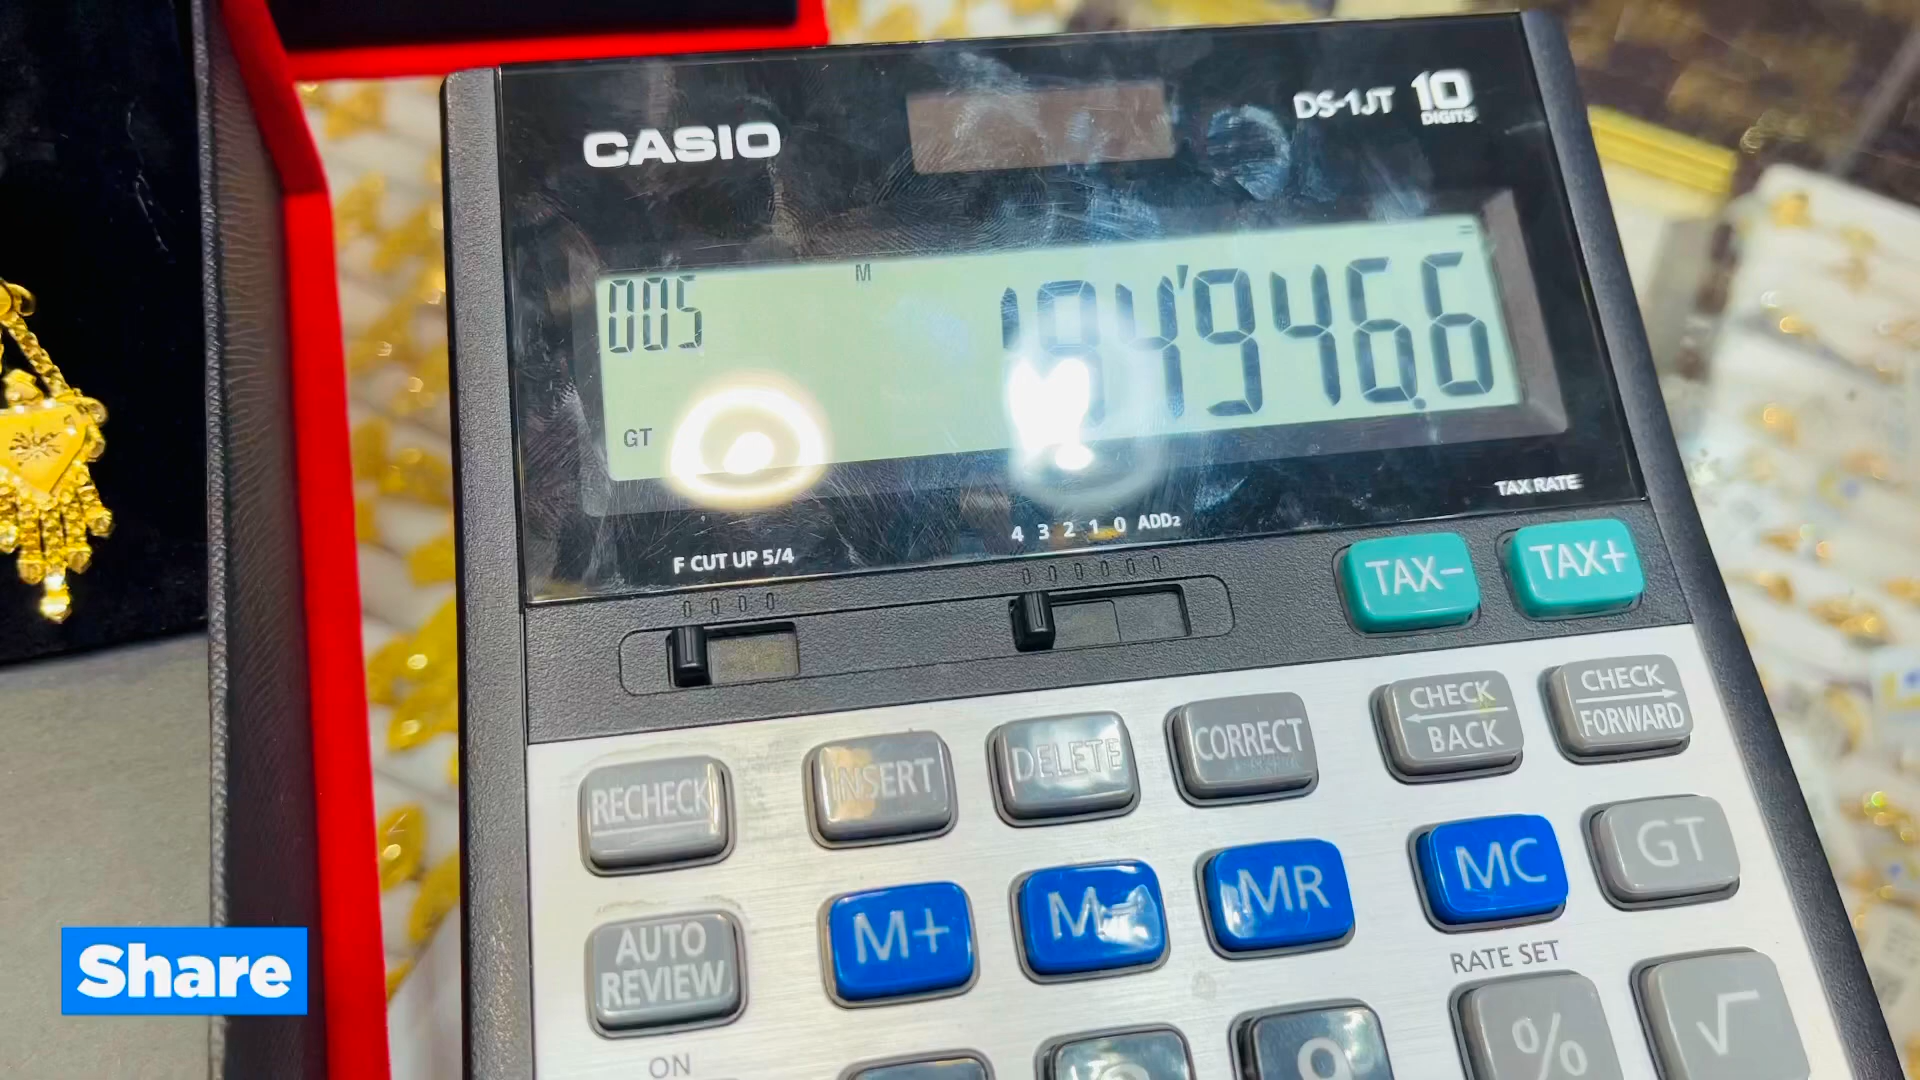 CASIO
DS-1JT 10 DIGITS
M =
005 184'946.6
GT
TAX RATE
F CUT UP 5/4
4 3 2 1 0 ADD2
TAX- TAX+
RECHECK INSERT DELETE CORRECT CHECK BACK CHECK FORWARD
AUTO REVIEW M+ M- MR MC GT
RATE SET
ON
% √
Share